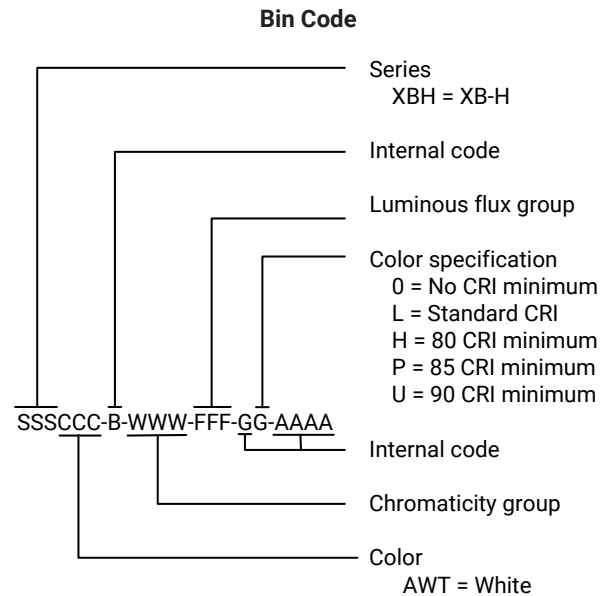 Bin Code
Series
XBH = XB-H
Internal code
Luminous flux group
Color specification
0 = No CRI minimum
L = Standard CRI
H = 80 CRI minimum
P = 85 CRI minimum
U = 90 CRI minimum
SSSCCC-B-WWW-FFF-GG-AAAA
Internal code
Chromaticity group
Color
AWT = White